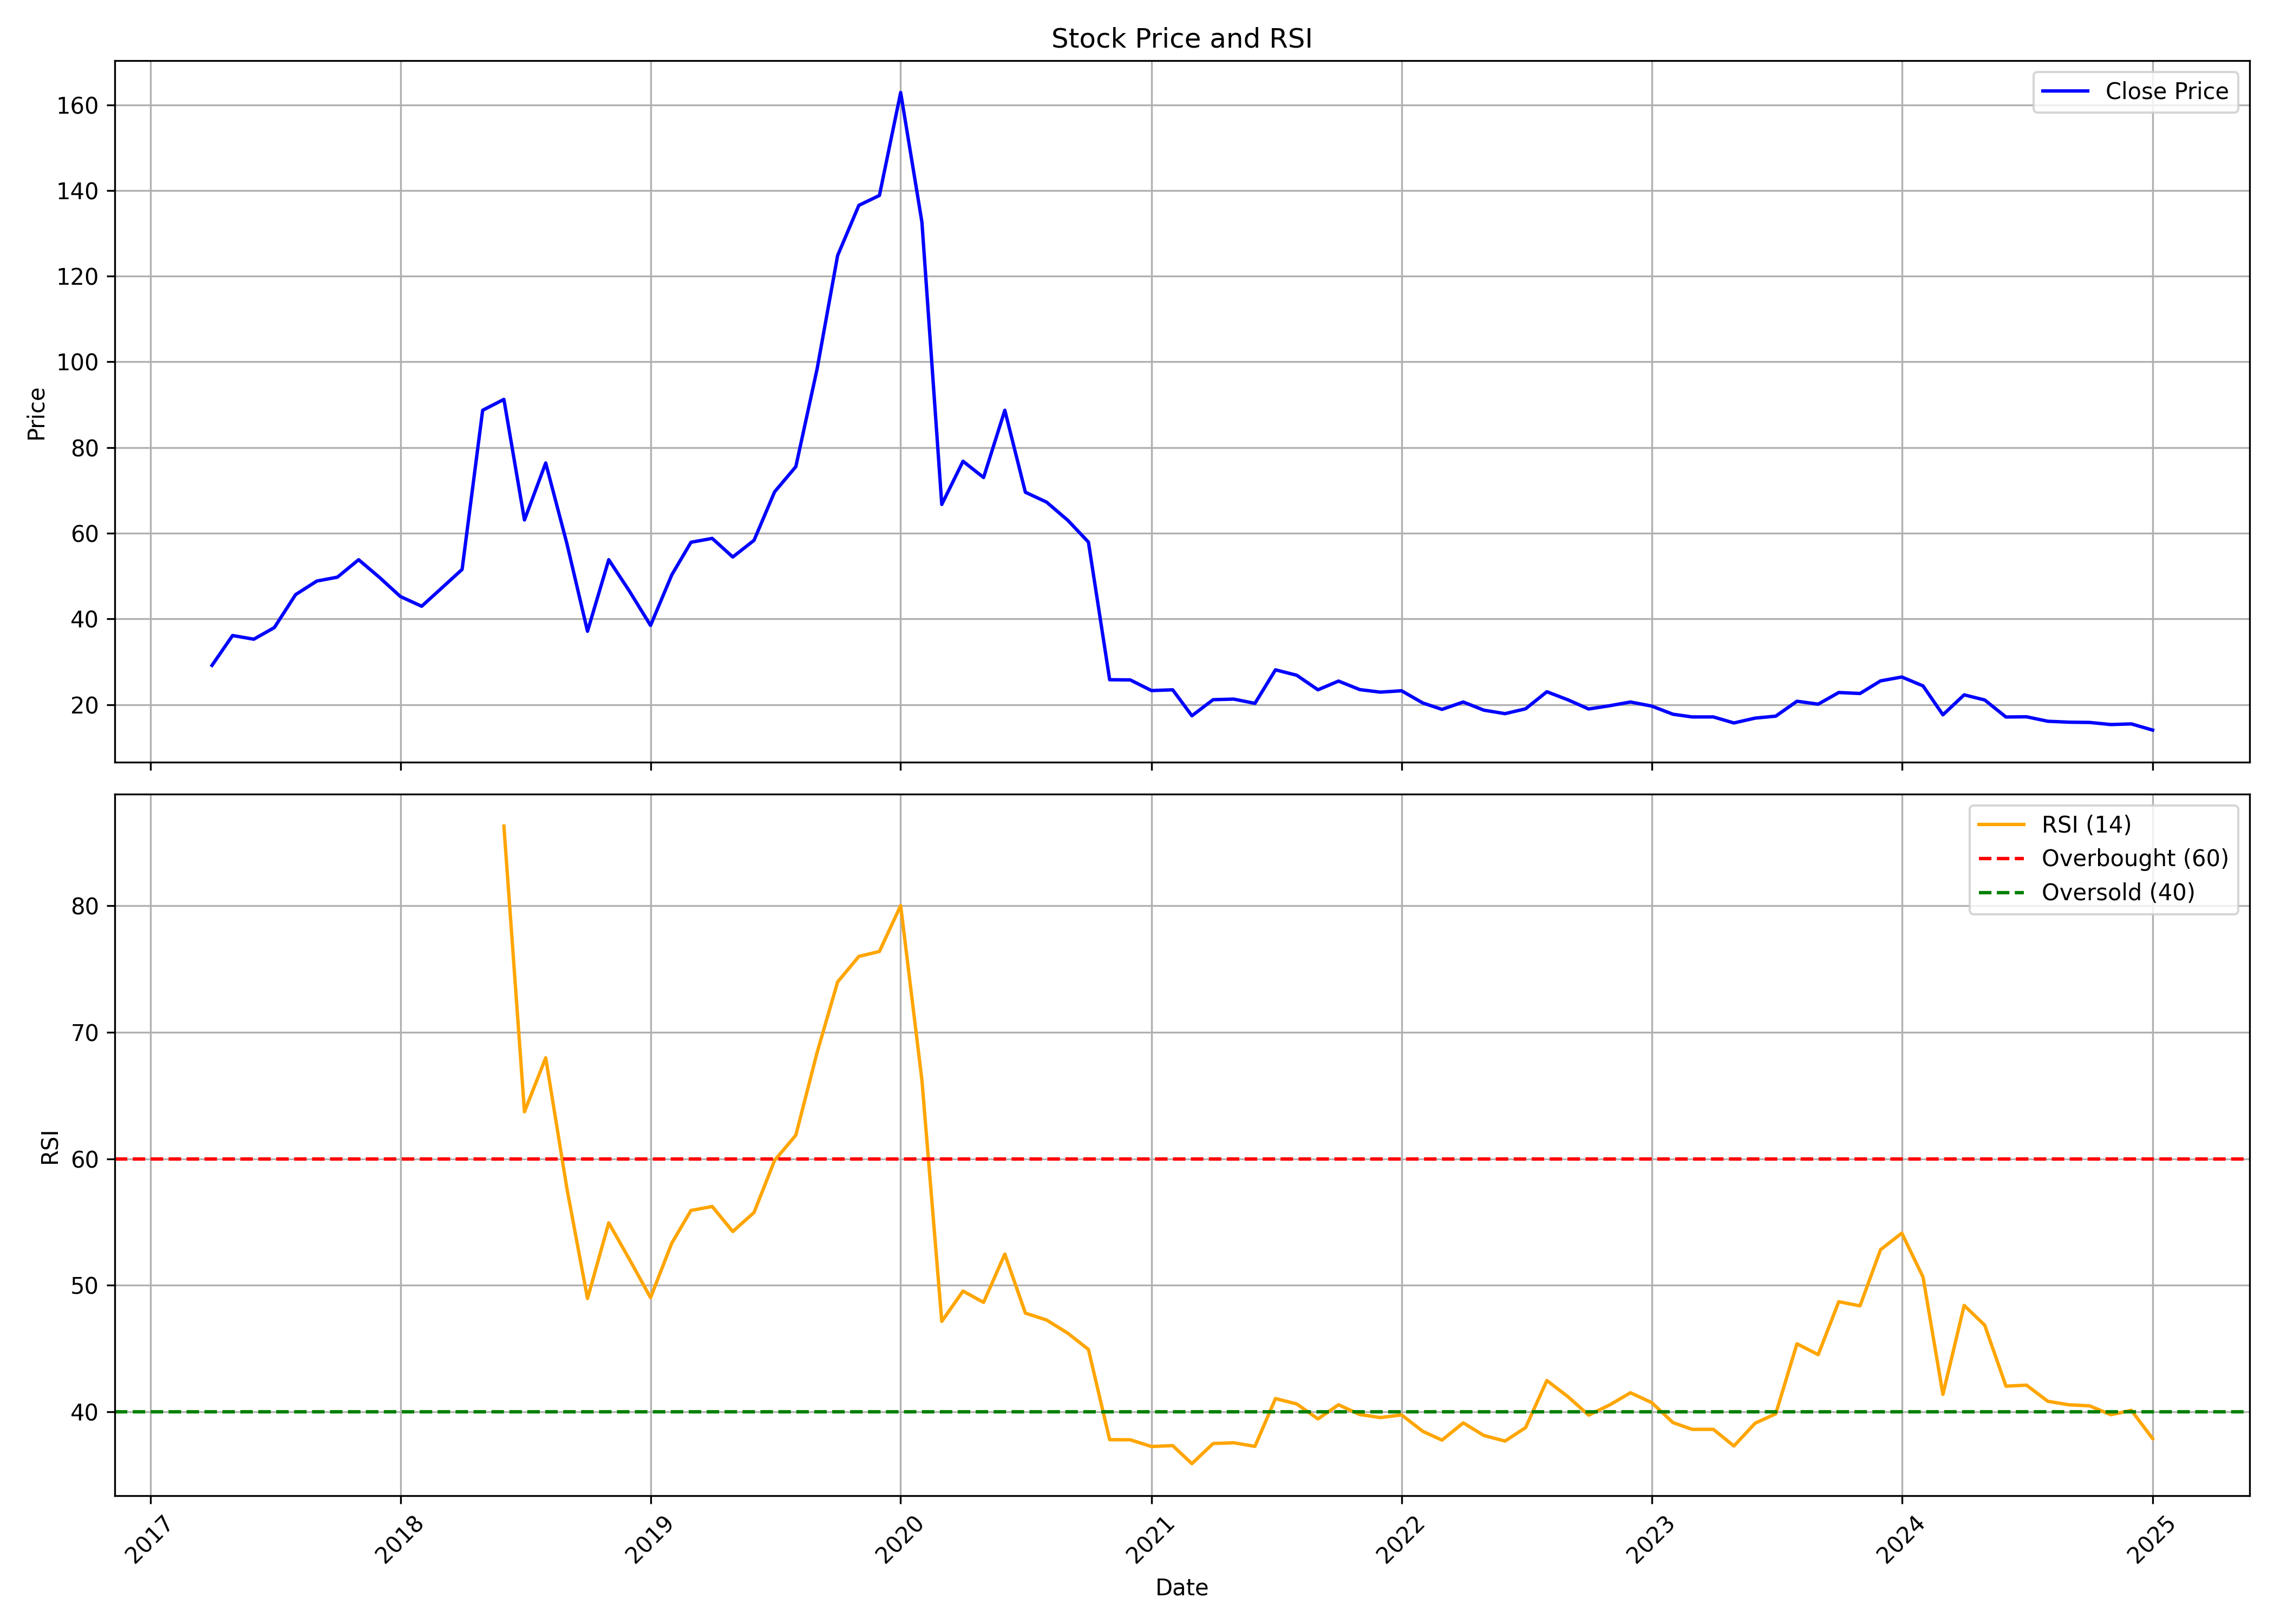 Stock Price and RSI
Close Price
160
140
120
100
80
60
40
20
Price
RSI (14)
Overbought (60)
Oversold (40)
80
70
60
50
40
RSI
2017
2018
2019
2020
2021
2022
2023
2024
2025
Date